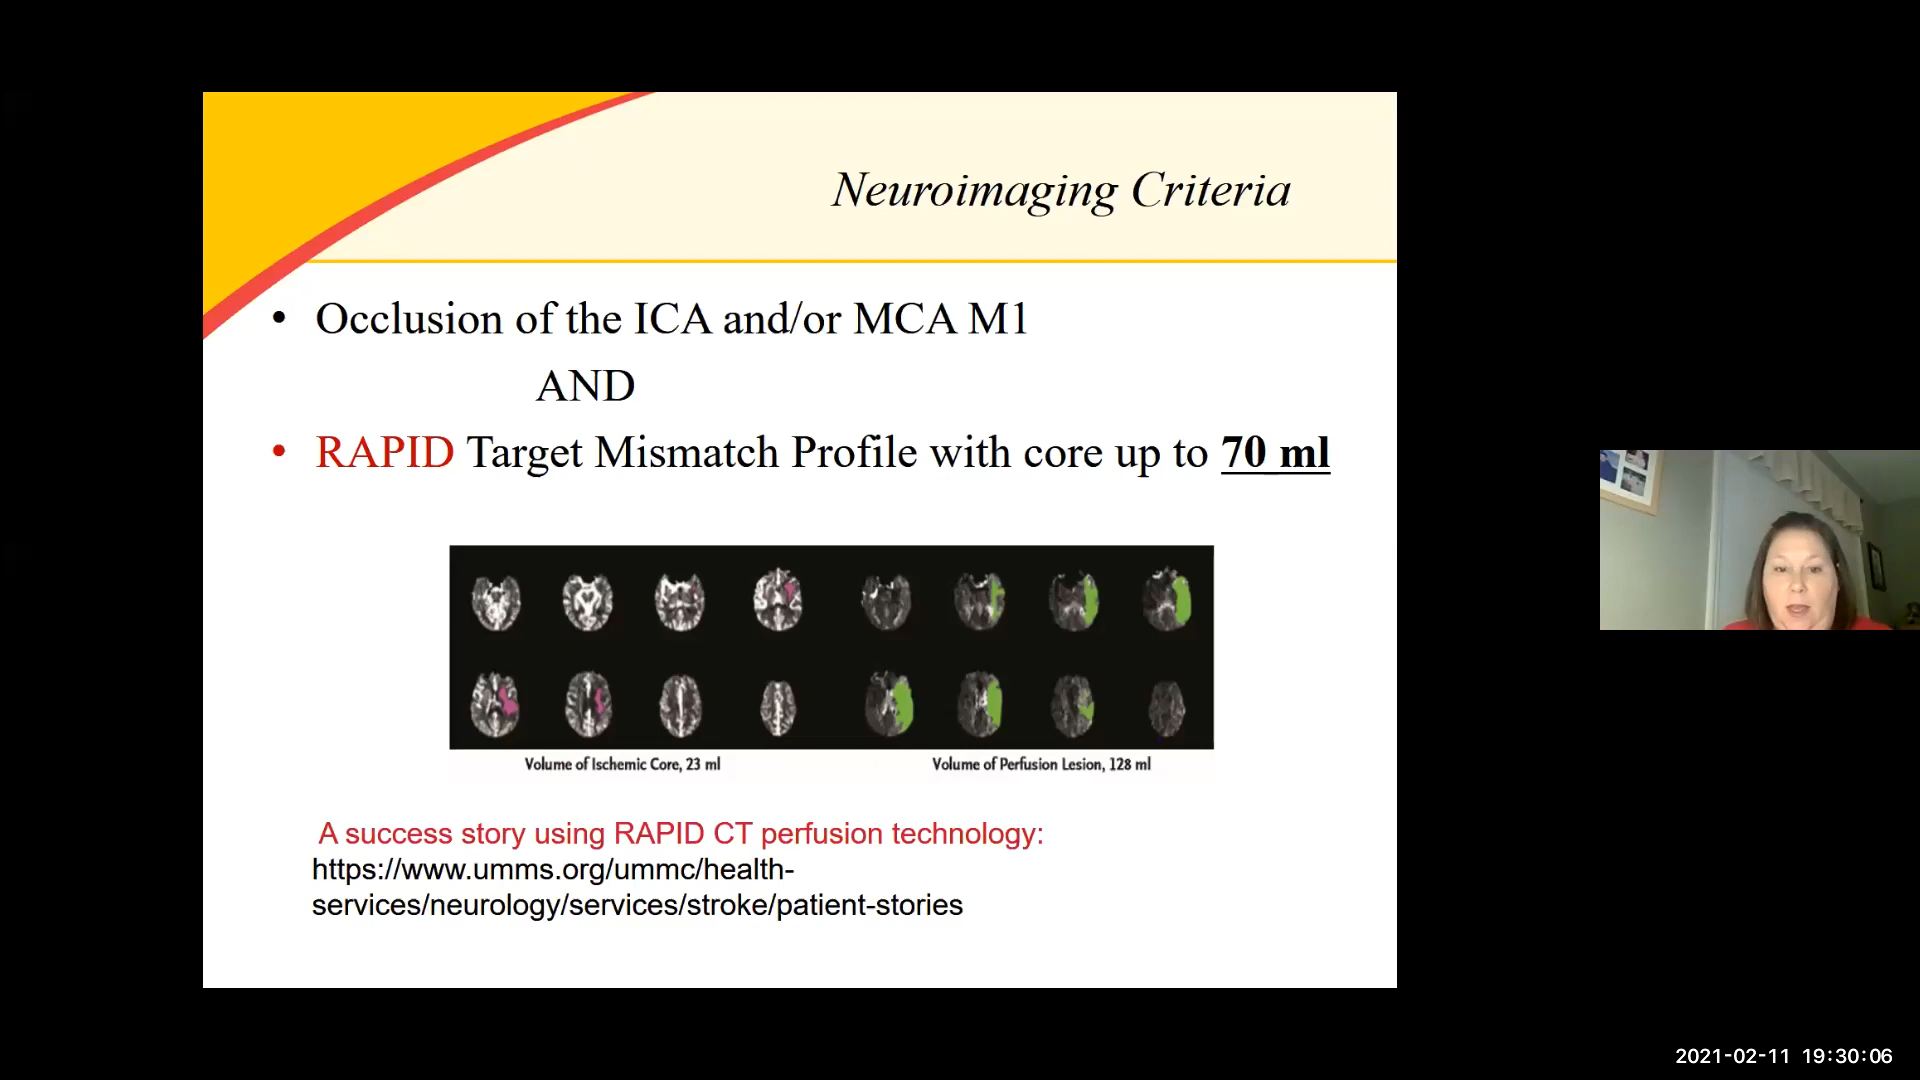 Neuroimaging Criteria
• Occlusion of the ICA and/or MCA M1
AND
• RAPID Target Mismatch Profile with core up to 70 ml
Volume of Ischemic Core, 23 ml
Volume of Perfusion Lesion, 128 ml
A success story using RAPID CT perfusion technology:
https://www.umms.org/ummc/health-
services/neurology/services/stroke/patient-stories
2021-02-11 19:30:06